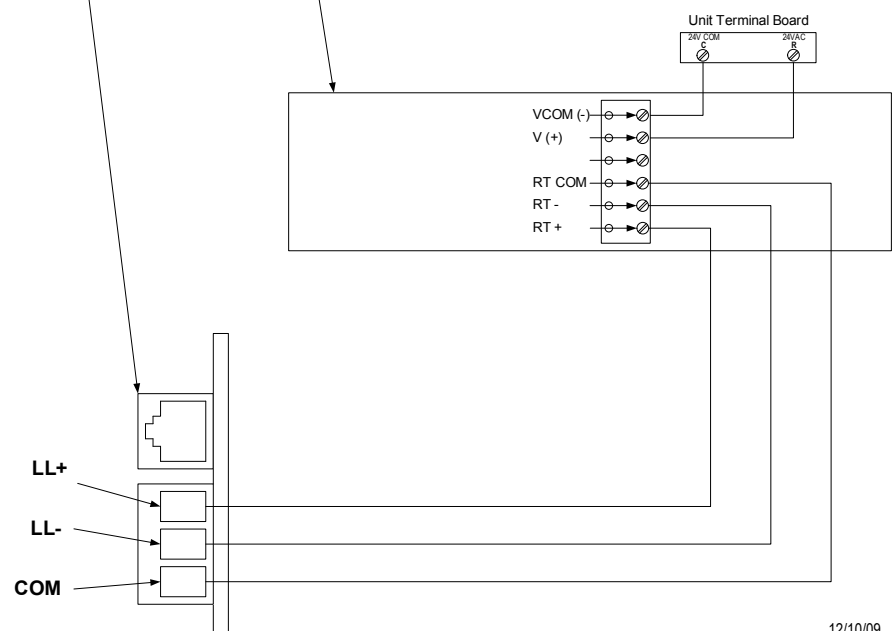 Unit Terminal Board
24V COM 24VAC
C R
VCOM (-)
V (+)
RT COM
RT -
RT +
LL+
LL-
COM
12/10/09